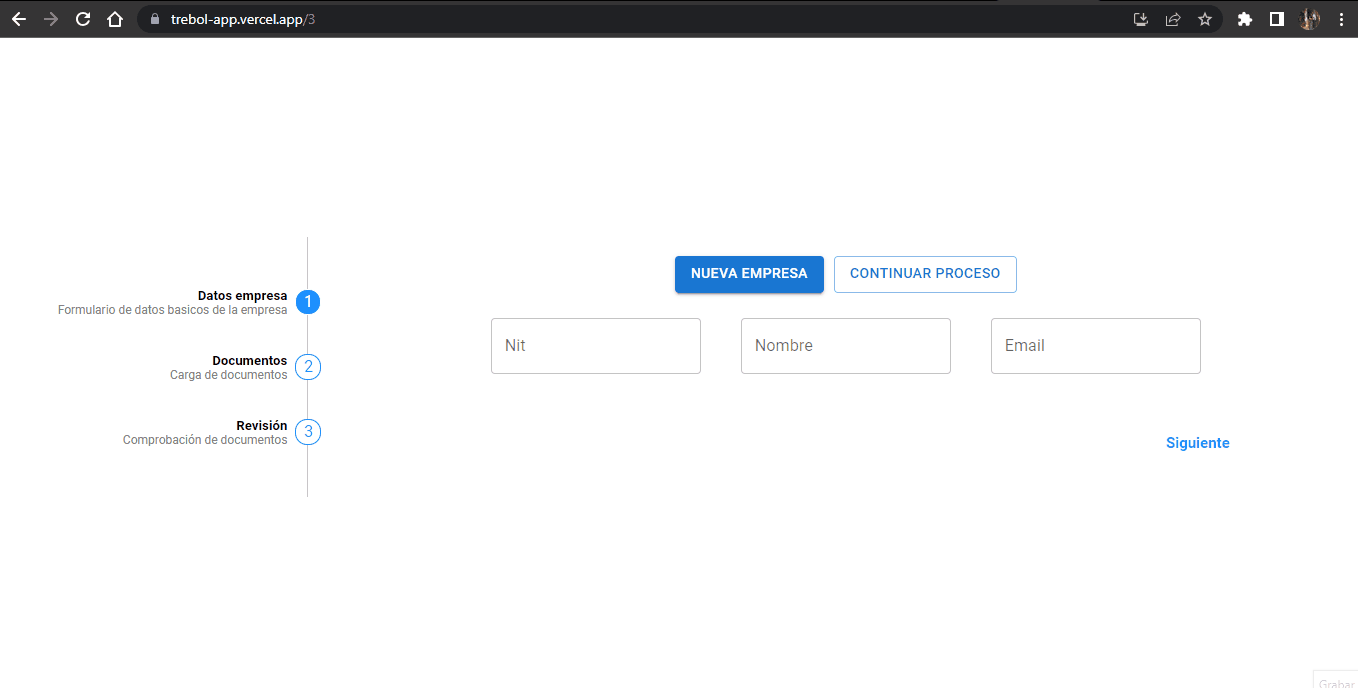 trebol-app.vercel.app/3
NUEVA EMPRESA CONTINUAR PROCESO
Datos empresa
Formulario de datos basicos de la empresa
1
Nit Nombre Email
Documentos
Carga de documentos
2
Revisión
Comprobación de documentos
3
Siguiente
Grabar